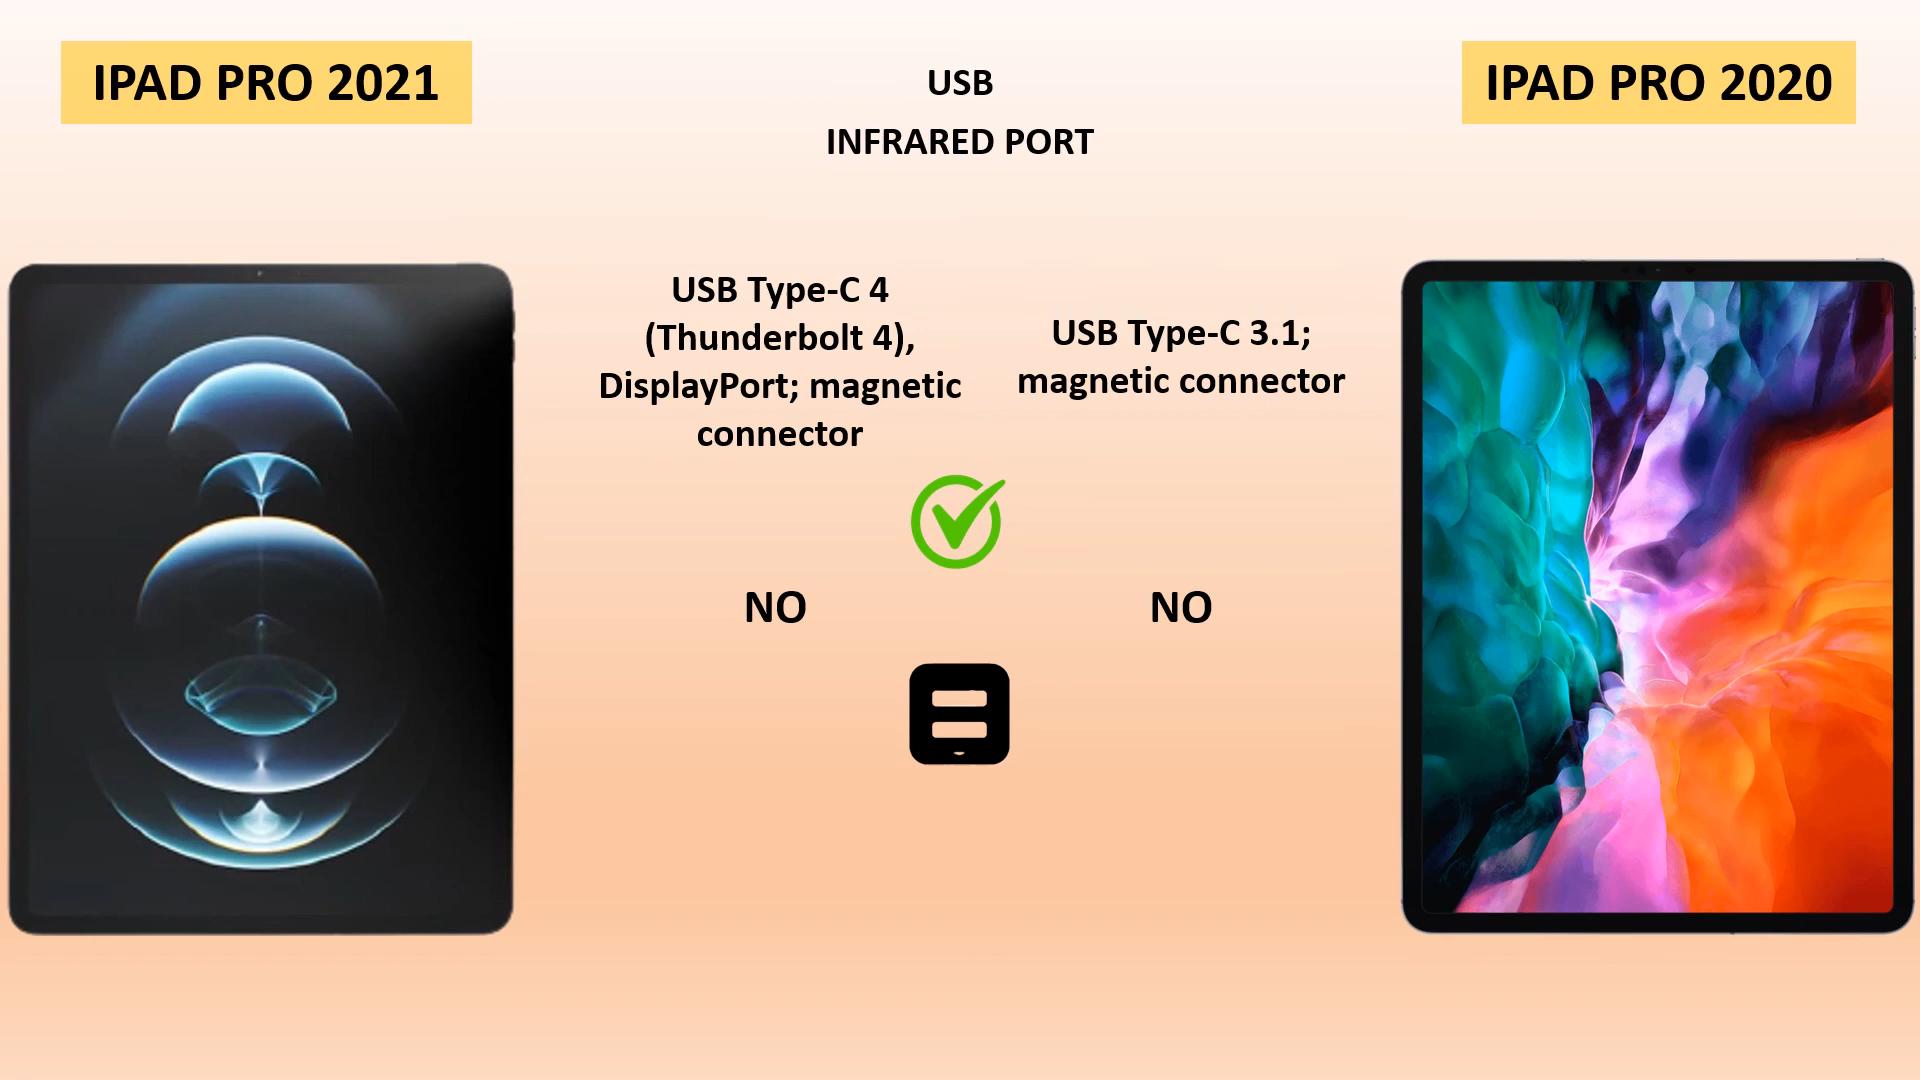 IPAD PRO 2021
USB
INFRARED PORT
IPAD PRO 2020
USB Type-C 4
(Thunderbolt 4),
DisplayPort; magnetic
connector
USB Type-C 3.1;
magnetic connector
NO
NO